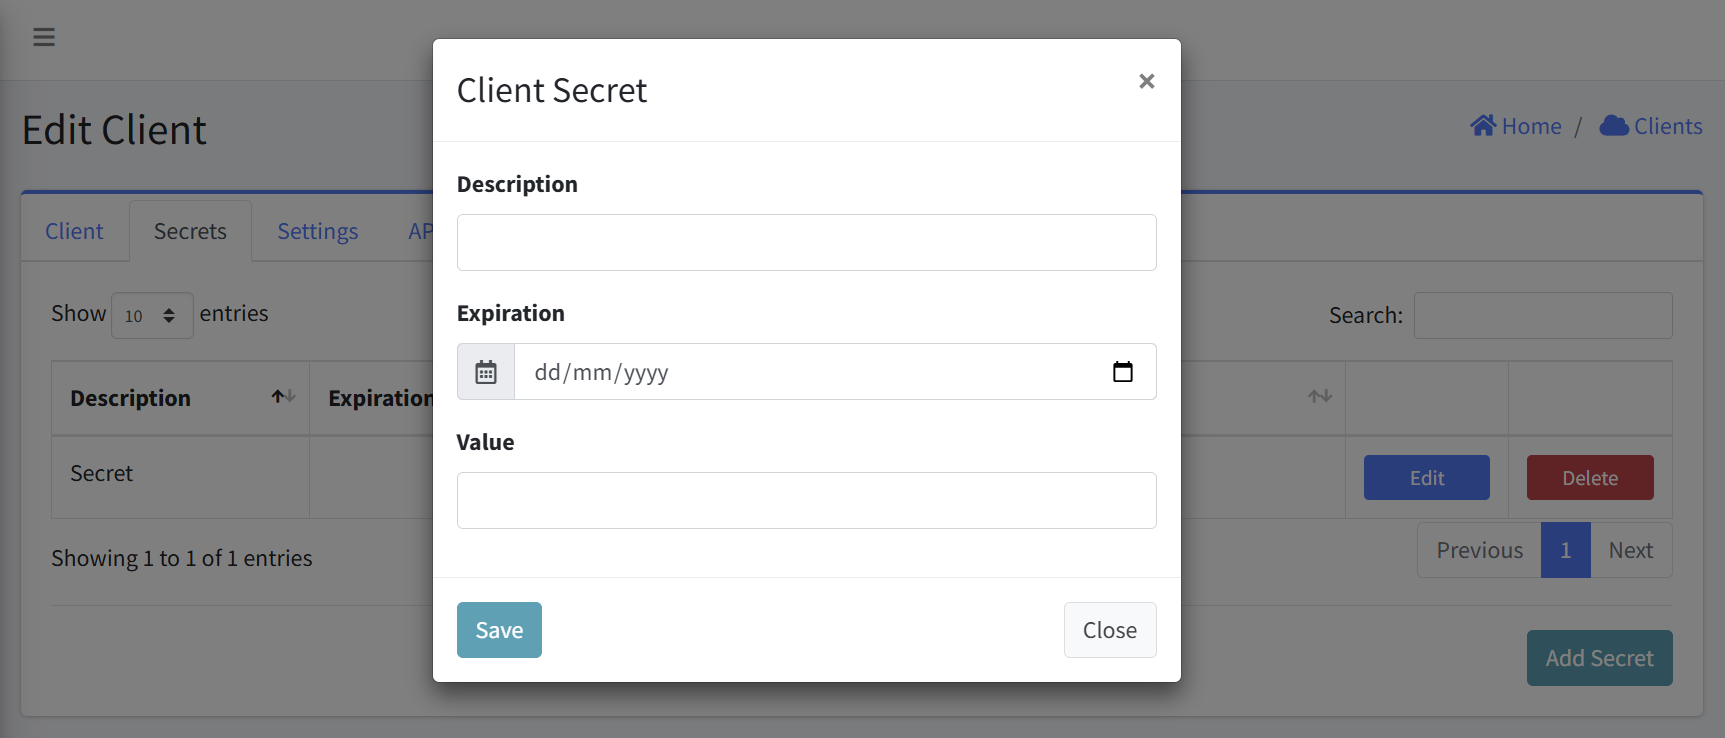 Client Secret
×
Edit Client
Home / Clients
Description
Client
Secrets
Settings
AP
Expiration
dd/mm/yyyy
Show 10 entries
Search:
Description
Expiration
Value
Secret
Edit
Delete
Showing 1 to 1 of 1 entries
Previous 1 Next
Save
Close
Add Secret